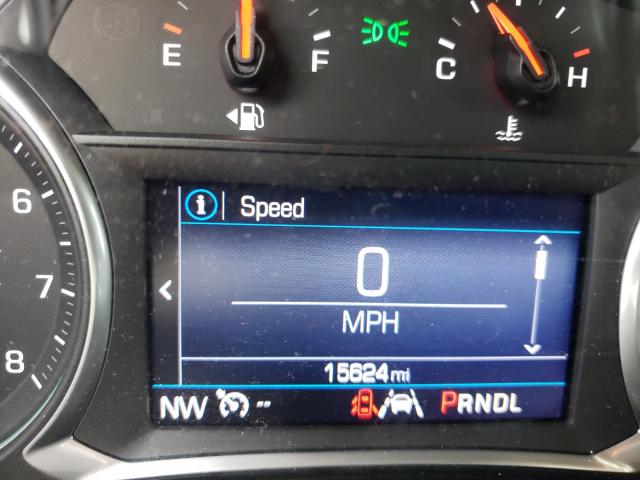 E F C H
6
7
8
i Speed
0
MPH
15624 mi
NW -- PRNDL